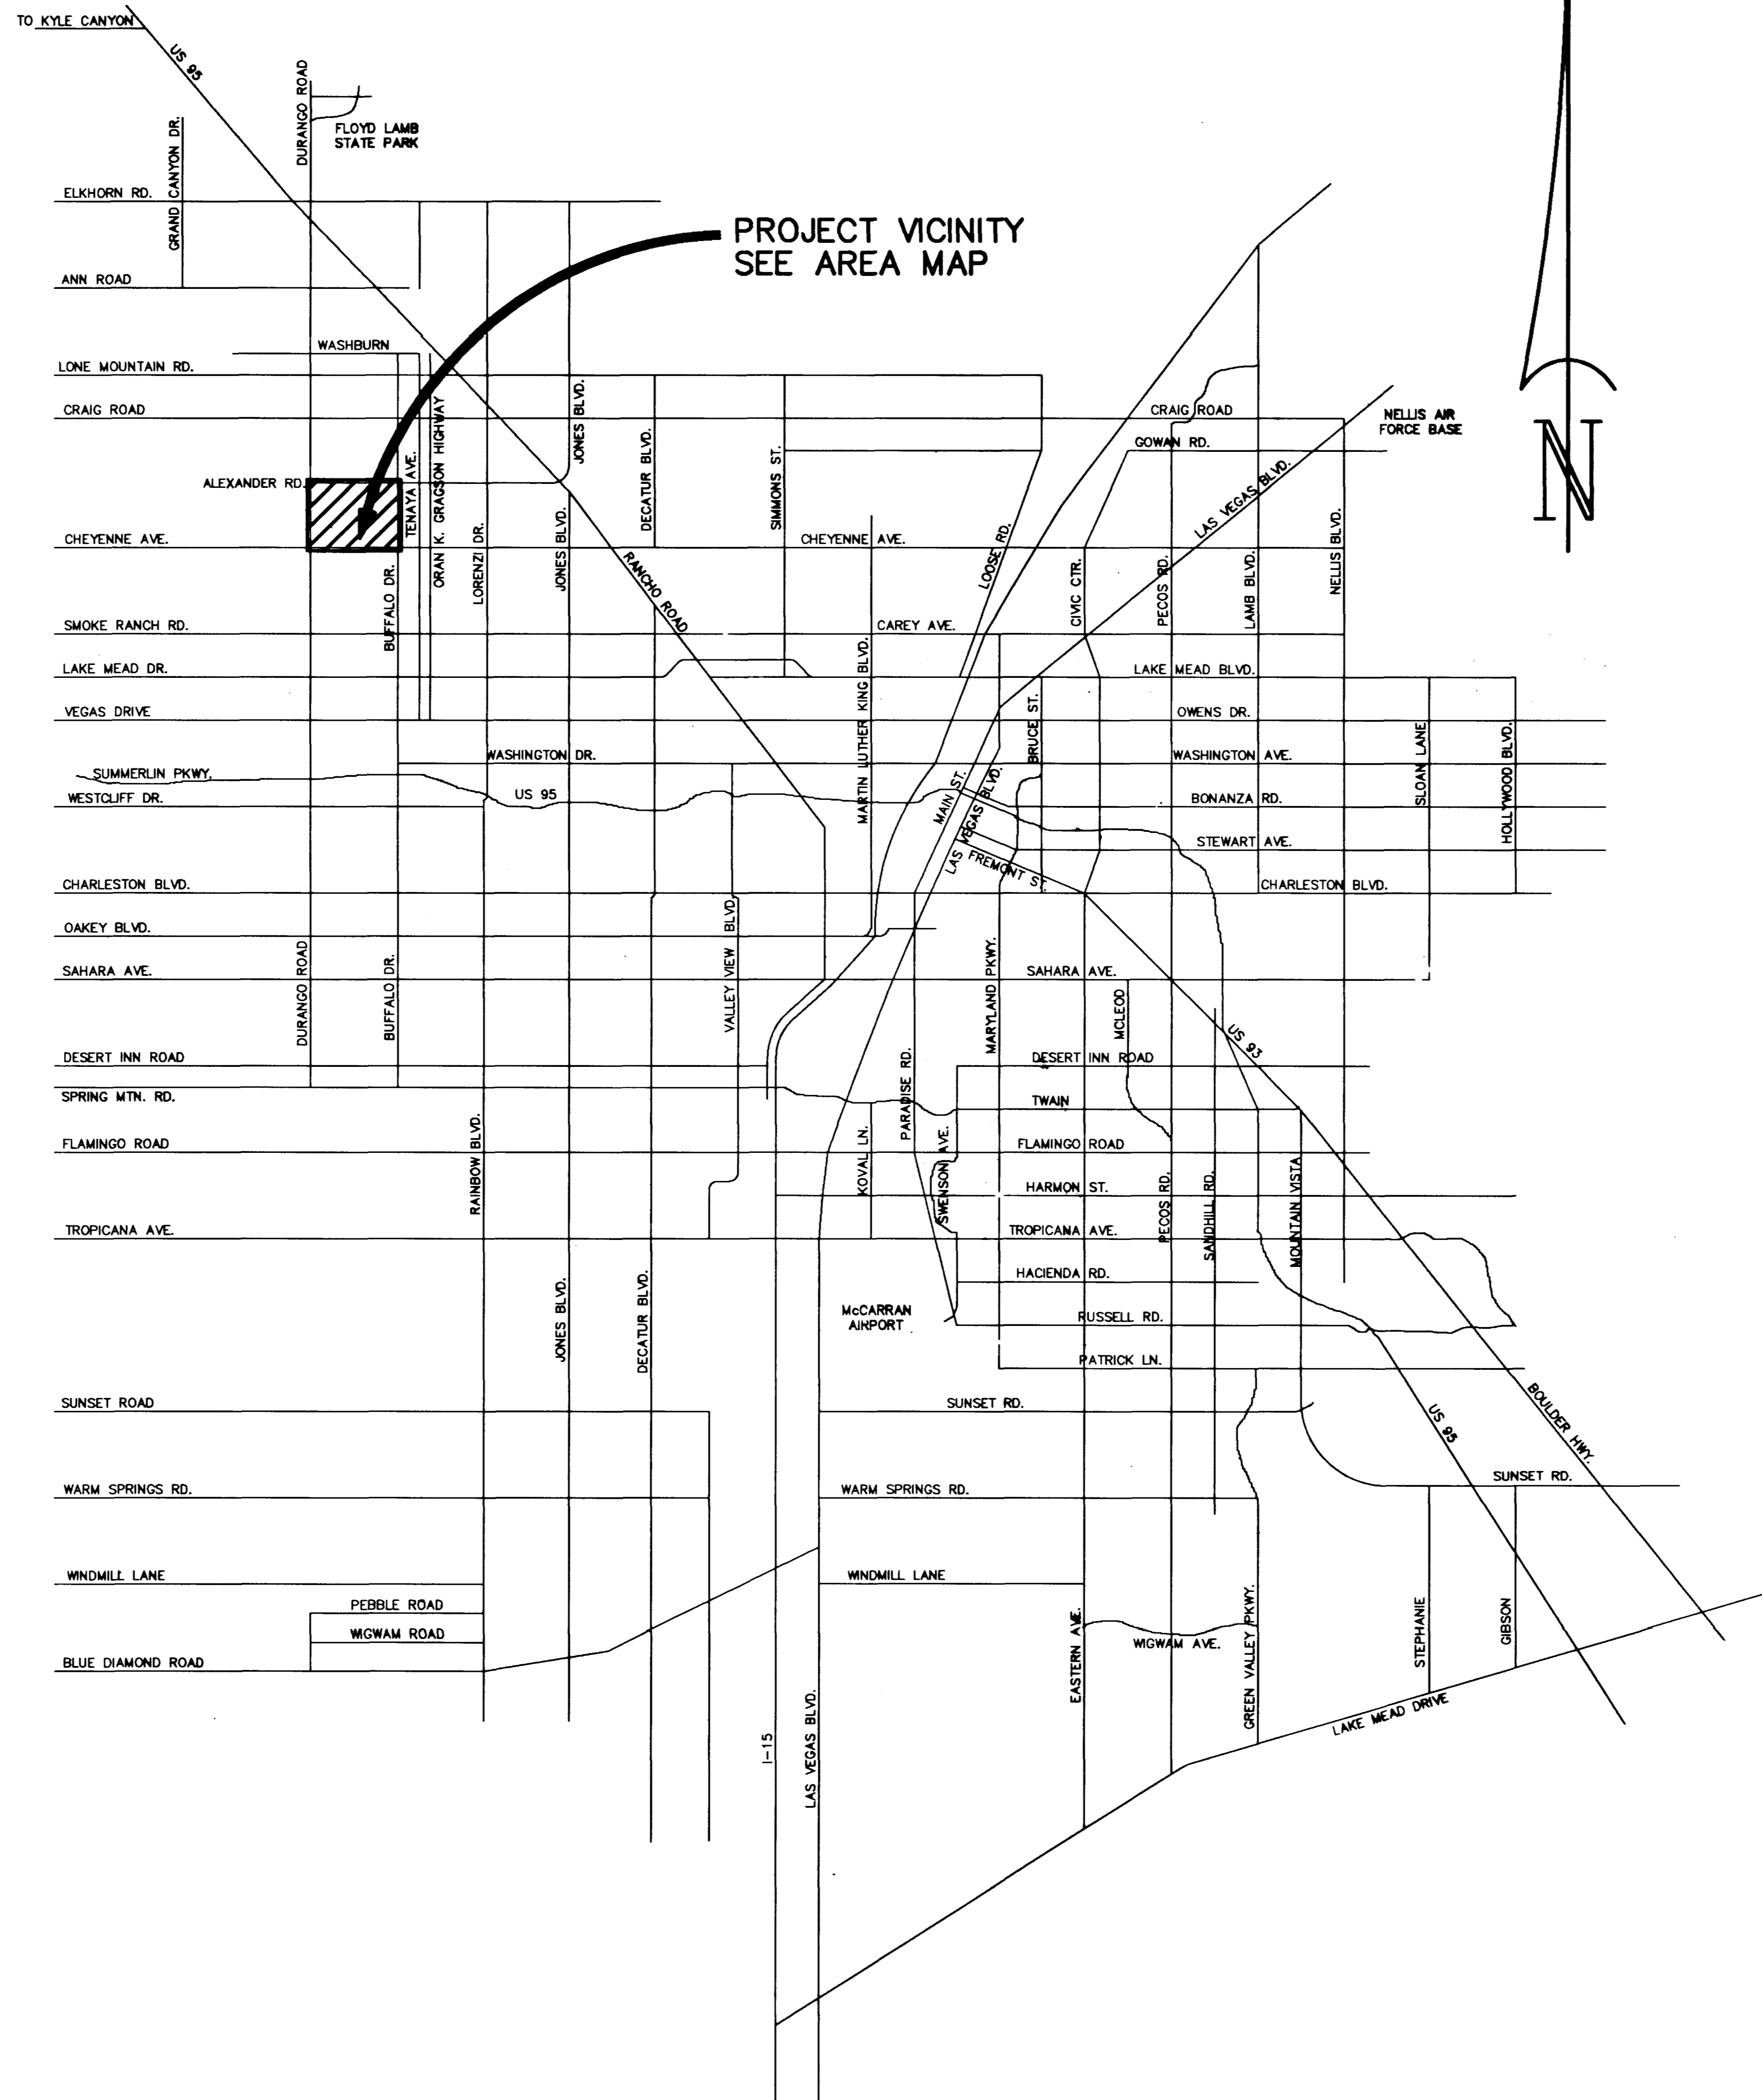 TO KYLE CANYON
US 95
DURANGO ROAD
GRAND CANYON DR.
FLOYD LAMB
STATE PARK
ELKHORN RD.
PROJECT VICINITY
SEE AREA MAP
ANN ROAD
WASHBURN
LONE MOUNTAIN RD.
CRAIG ROAD
JONES BLVD.
ORAN K. GRAGSON HIGHWAY
DECATUR BLVD.
TENAYA AVE.
SIMMONS ST.
CRAIG ROAD
GOWAN RD.
NELLIS AIR
FORCE BASE
N
LAS VEGAS BLVD.
ALEXANDER RD.
CHEYENNE AVE.
LORENZI DR.
JONES BLVD.
CHEYENNE AVE.
LOOSE RD.
NELLIS BLVD.
BUFFALO DR.
RANCHO ROAD
CIVIC CTR.
PECOS RD.
LAMB BLVD.
SMOKE RANCH RD.
CAREY AVE.
LAKE MEAD DR.
MARTIN LUTHER KING BLVD.
LAKE MEAD BLVD.
VEGAS DRIVE
BRUCE ST.
OWENS DR.
SLOAN LANE
HOLLYWOOD BLVD.
WASHINGTON DR.
WASHINGTON AVE.
SUMMERLIN PKWY.
WESTCLIFF DR.
US 95
MAIN ST.
LAS VEGAS BLVD.
BONANZA RD.
STEWART AVE.
FREMONT ST.
CHARLESTON BLVD.
CHARLESTON BLVD.
OAKEY BLVD.
DURANGO ROAD
BUFFALO DR.
VALLEY VIEW BLVD.
MARYLAND PKWY.
SAHARA AVE.
SAHARA AVE.
MCLEOD
US 93
DESERT INN ROAD
DESERT INN ROAD
PARADISE RD.
SPRING MTN. RD.
TWAIN
RAINBOW BLVD.
FLAMINGO ROAD
KOVAL LN.
SWENSON AVE.
FLAMINGO ROAD
HARMON ST.
PECOS RD.
SANDHILL RD.
MOUNTAIN VISTA
TROPICANA AVE.
TROPICANA AVE.
JONES BLVD.
DECATUR BLVD.
HACIENDA RD.
McCARRAN
AIRPORT
RUSSELL RD.
PATRICK LN.
SUNSET ROAD
SUNSET RD.
US 95
BOULDER HWY.
SUNSET RD.
WARM SPRINGS RD.
WARM SPRINGS RD.
WINDMILL LANE
WINDMILL LANE
PEBBLE ROAD
WIGWAM ROAD
BLUE DIAMOND ROAD
EASTERN AVE.
WIGWAM AVE.
GREEN VALLEY PKWY.
STEPHANIE
GIBSON
LAKE MEAD DRIVE
I-15
LAS VEGAS BLVD.